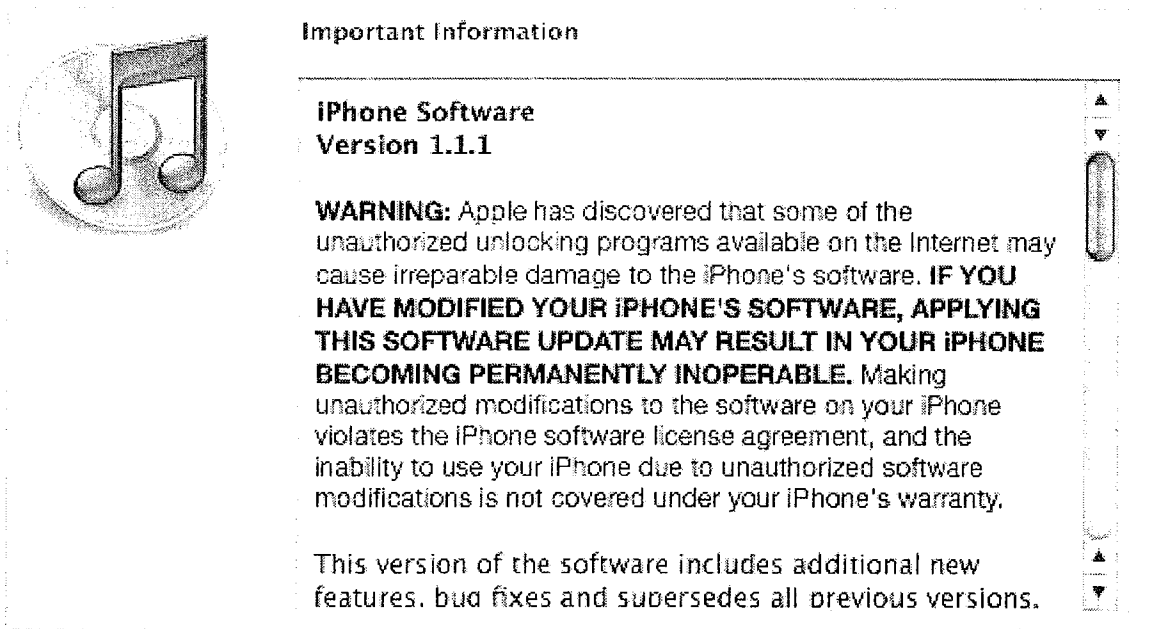 Important Information
iPhone Software
Version 1.1.1
WARNING: Apple has discovered that some of the
unauthorized unlocking programs available on the Internet may
cause irreparable damage to the iPhone's software. IF YOU
HAVE MODIFIED YOUR iPHONE'S SOFTWARE, APPLYING
THIS SOFTWARE UPDATE MAY RESULT IN YOUR iPHONE
BECOMING PERMANENTLY INOPERABLE. Making
unauthorized modifications to the software on your iPhone
violates the iPhone software license agreement, and the
inability to use your iPhone due to unauthorized software
modifications is not covered under your iPhone's warranty.
This version of the software includes additional new
features, bug fixes and supersedes all previous versions.